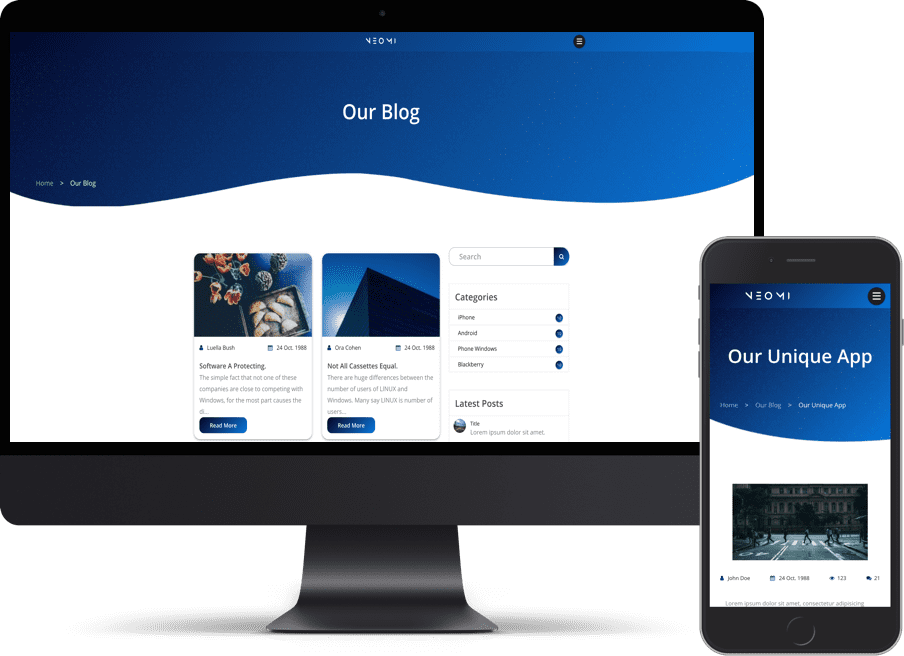 NEOMI
Our Blog
Home > Our Blog
Search
Categories
iPhone
Android
Phone Windows
Blackberry
Latest Posts
Title
Lorem ipsum dolor sit amet.
Luella Bush 24 Oct. 1988
Software A Protecting.
The simple fact that not one of these
companies are close to competing with
Windows, for the most part causes the
di...
Read More
Ora Cohen 24 Oct. 1988
Not All Cassettes Equal.
There are huge differences between the
number of users of LINUX and
Windows. Many say LINUX is number of
users...
Read More
NEOMI
Our Unique App
Home > Our Blog > Our Unique App
John Doe 24 Oct, 1988 123 21
Lorem ipsum dolor sit amet, consectetur adipisicing